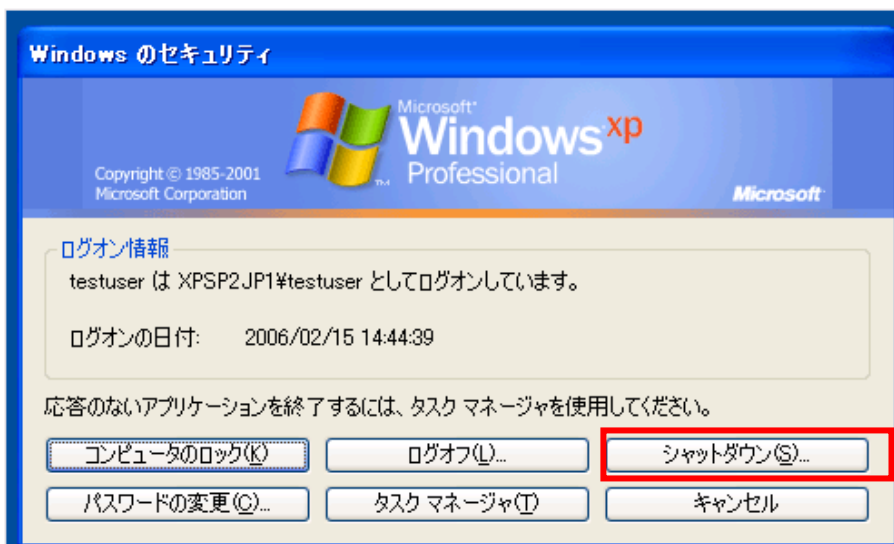 Windows のセキュリティ
Microsoft
Windows xp
Professional
Copyright © 1985-2001
Microsoft Corporation
Microsoft
ログオン情報
testuser は XPSP2JP1¥testuser としてログオンしています。
ログオンの日付: 2006/02/15 14:44:39
応答のないアプリケーションを終了するには、タスク マネージャを使用してください。
コンピュータのロック(K) ログオフ(L)... シャットダウン(S)...
パスワードの変更(C)... タスク マネージャ(T) キャンセル